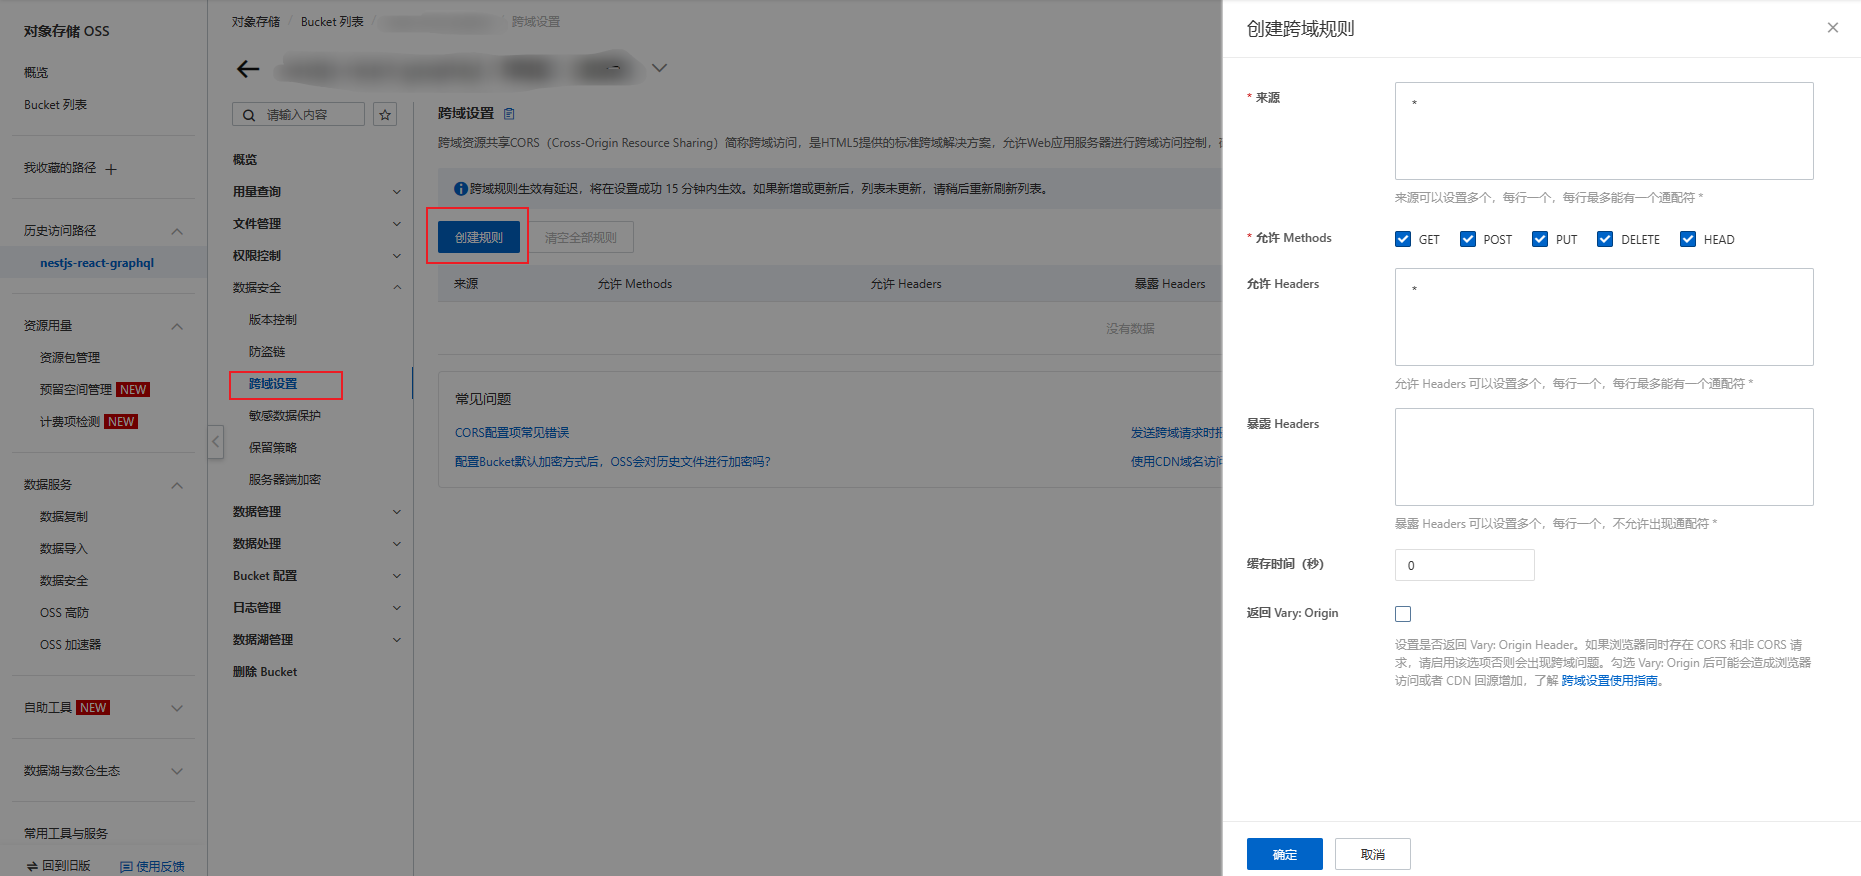 对象存储 OSS
概览
Bucket 列表
我收藏的路径
历史访问路径
nestjs-react-graphql
资源用量
资源包管理
预留空间管理 NEW
计费项检测 NEW
数据服务
数据复制
数据导入
数据安全
OSS 高防
OSS 加速器
自助工具 NEW
数据湖与数仓生态
常用工具与服务
回到旧版 使用反馈
对象存储 / Bucket 列表 / / 跨域设置
请输入内容
概览
用量查询
文件管理
权限控制
数据安全
版本控制
防盗链
跨域设置
敏感数据保护
保留策略
服务器端加密
数据管理
数据处理
Bucket 配置
日志管理
数据湖管理
删除 Bucket
跨域设置
跨域资源共享CORS（Cross-Origin Resource Sharing）简称跨域访问，是HTML5提供的标准跨域解决方案，允许Web应用服务器进行跨域访问控制，
跨域规则生效有延迟，将在设置成功 15 分钟内生效。如果新增或更新后，列表未更新，请稍后重新刷新列表。
创建规则 清空全部规则
来源 允许 Methods 允许 Headers 暴露 Headers
没有数据
常见问题
CORS配置项常见错误 发送跨域请求时
配置Bucket默认加密方式后，OSS会对历史文件进行加密吗? 使用CDN域名访问
创建跨域规则
* 来源
*
来源可以设置多个，每行一个，每行最多能有一个通配符 *
* 允许 Methods GET POST PUT DELETE HEAD
允许 Headers
*
允许 Headers 可以设置多个，每行一个，每行最多能有一个通配符 *
暴露 Headers
暴露 Headers 可以设置多个，每行一个，不允许出现通配符 *
缓存时间（秒） 0
返回 Vary: Origin
设置是否返回 Vary: Origin Header。如果浏览器同时存在 CORS 和非 CORS 请
求，请启用该选项否则会出现跨域问题。勾选 Vary: Origin 后可能会造成浏览器
访问或者 CDN 回源增加，了解 跨域设置使用指南。
确定 取消